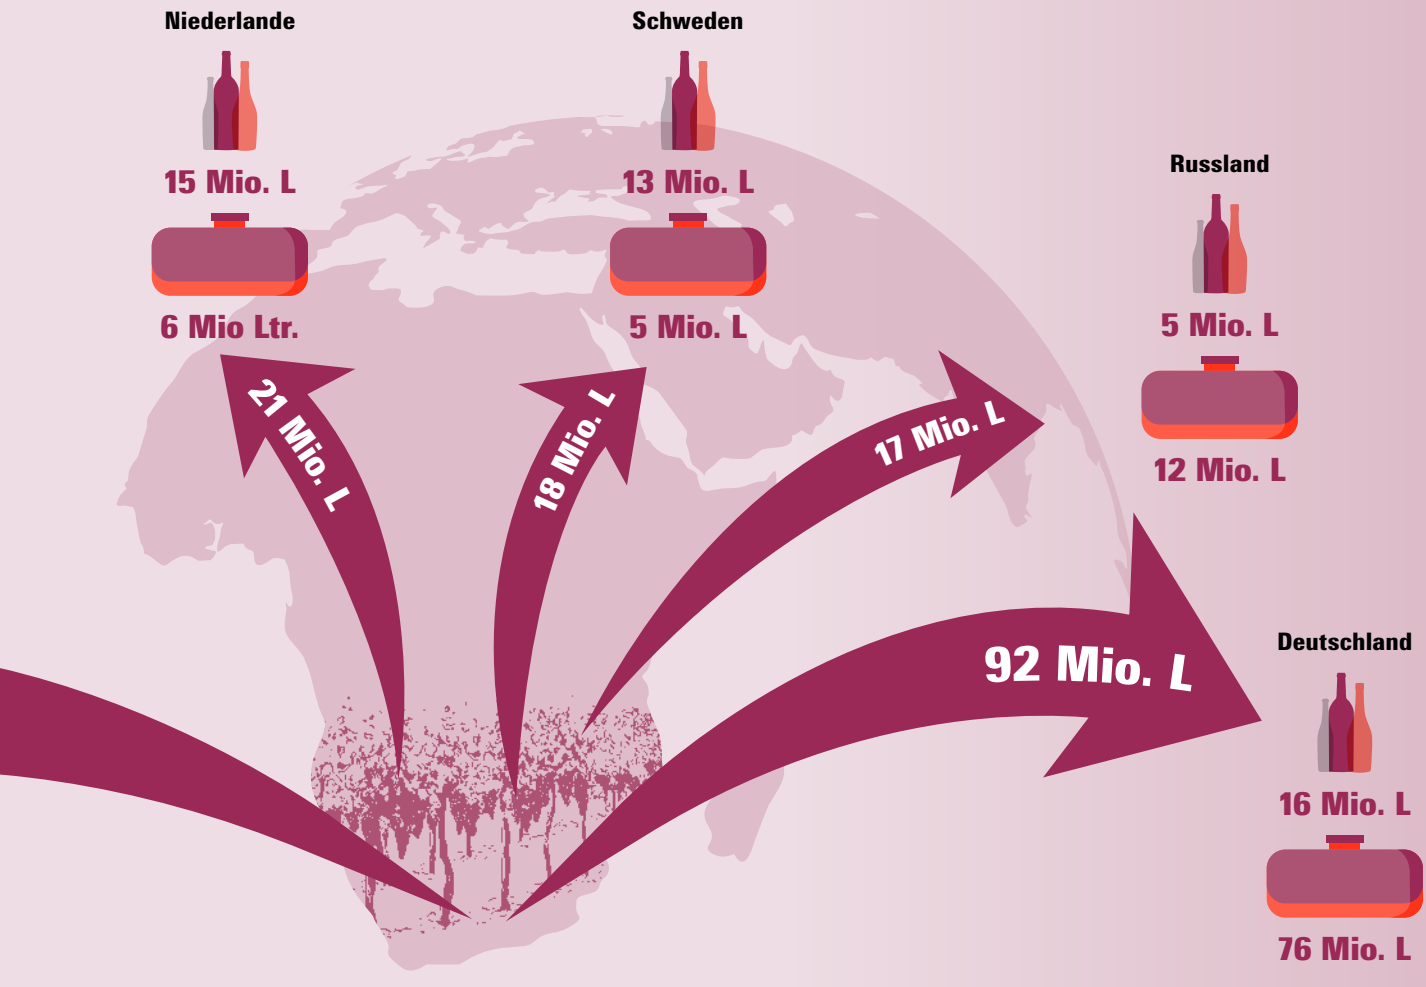 Niederlande
15 Mio. L
6 Mio Ltr.
21 Mio. L
Schweden
13 Mio. L
5 Mio. L
18 Mio. L
Russland
5 Mio. L
12 Mio. L
17 Mio. L
Deutschland
16 Mio. L
76 Mio. L
92 Mio. L